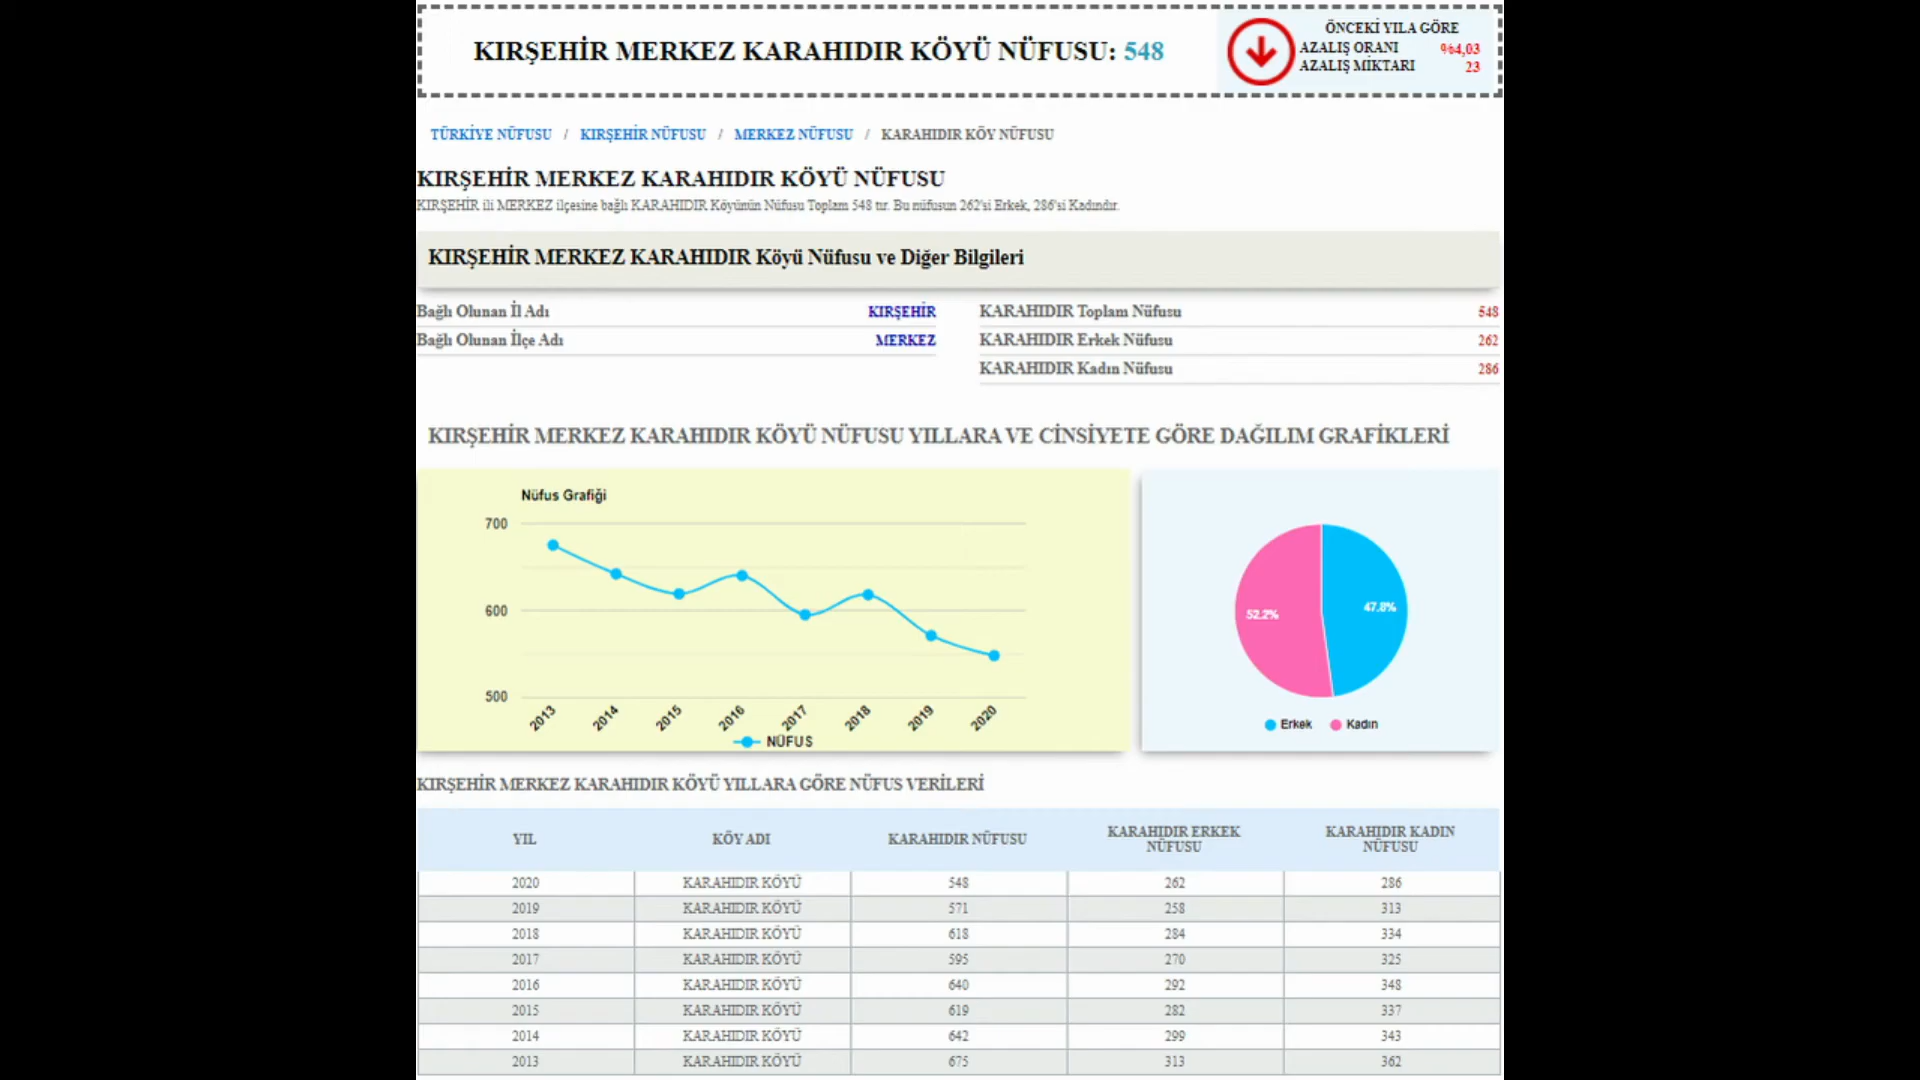 KIRŞEHİR MERKEZ KARAHIDIR KÖYÜ NÜFUSU: 548
ÖNCEKİ YILA GÖRE
AZALIŞ ORANI %4,03
AZALIŞ MİKTARI 23
TÜRKİYE NÜFUSU / KIRŞEHİR NÜFUSU / MERKEZ NÜFUSU / KARAHIDIR KÖY NÜFUSU
KIRŞEHİR MERKEZ KARAHIDIR KÖYÜ NÜFUSU
KIRŞEHİR ili MERKEZ ilçesine bağlı KARAHIDIR Köyünün Nüfusu Toplam 548 tır. Bu nüfusun 262'si Erkek, 286'si Kadındır.
KIRŞEHİR MERKEZ KARAHIDIR Köyü Nüfusu ve Diğer Bilgileri
Bağlı Olunan İl Adı KIRŞEHİR
Bağlı Olunan İlçe Adı MERKEZ
KARAHIDIR Toplam Nüfusu 548
KARAHIDIR Erkek Nüfusu 262
KARAHIDIR Kadın Nüfusu 286
KIRŞEHİR MERKEZ KARAHIDIR KÖYÜ NÜFUSU YILLARA VE CİNSİYETE GÖRE DAĞILIM GRAFİKLERİ
Nüfus Grafiği
700
600
500
2013 2014 2015 2016 2017 2018 2019 2020
NÜFUS
52.2% 47.8%
Erkek Kadın
KIRŞEHİR MERKEZ KARAHIDIR KÖYÜ YILLARA GÖRE NÜFUS VERİLERİ
YIL KÖY ADI KARAHIDIR NÜFUSU KARAHIDIR ERKEK NÜFUSU KARAHIDIR KADIN NÜFUSU
2020 KARAHIDIR KÖYÜ 548 262 286
2019 KARAHIDIR KÖYÜ 571 258 313
2018 KARAHIDIR KÖYÜ 618 284 334
2017 KARAHIDIR KÖYÜ 595 270 325
2016 KARAHIDIR KÖYÜ 640 292 348
2015 KARAHIDIR KÖYÜ 619 282 337
2014 KARAHIDIR KÖYÜ 642 299 343
2013 KARAHIDIR KÖYÜ 675 313 362